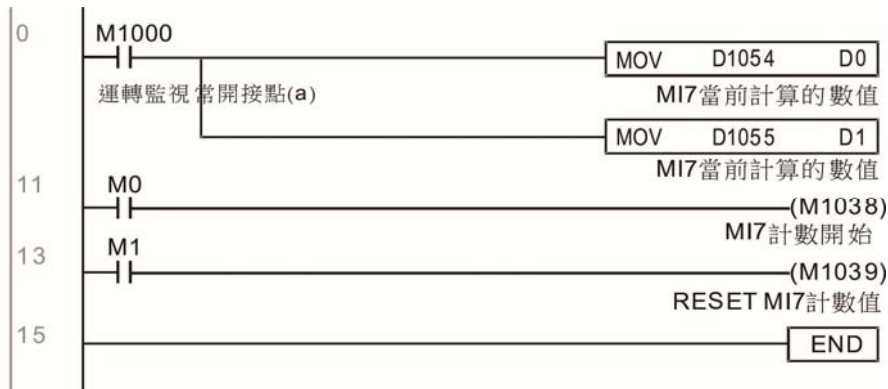 0
M1000
MOV D1054 D0
運轉監視常開接點(a)
MI7當前計算的數值
MOV D1055 D1
MI7當前計算的數值
11
M0
(M1038)
MI7計數開始
13
M1
(M1039)
RESET MI7計數值
15
END